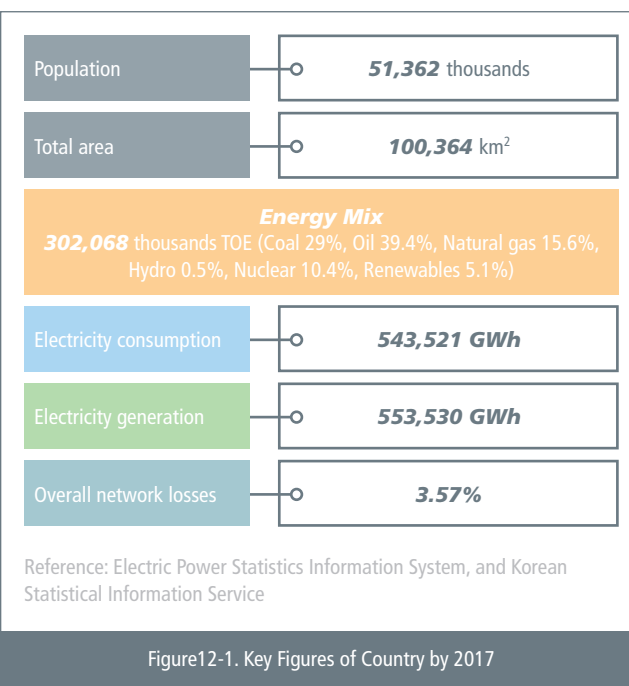 Population
51,362 thousands
Total area
100,364 km²
Energy Mix
302,068 thousands TOE (Coal 29%, Oil 39.4%, Natural gas 15.6%,
Hydro 0.5%, Nuclear 10.4%, Renewables 5.1%)
Electricity consumption
543,521 GWh
Electricity generation
553,530 GWh
Overall network losses
3.57%
Reference: Electric Power Statistics Information System, and Korean
Statistical Information Service
Figure12-1. Key Figures of Country by 2017